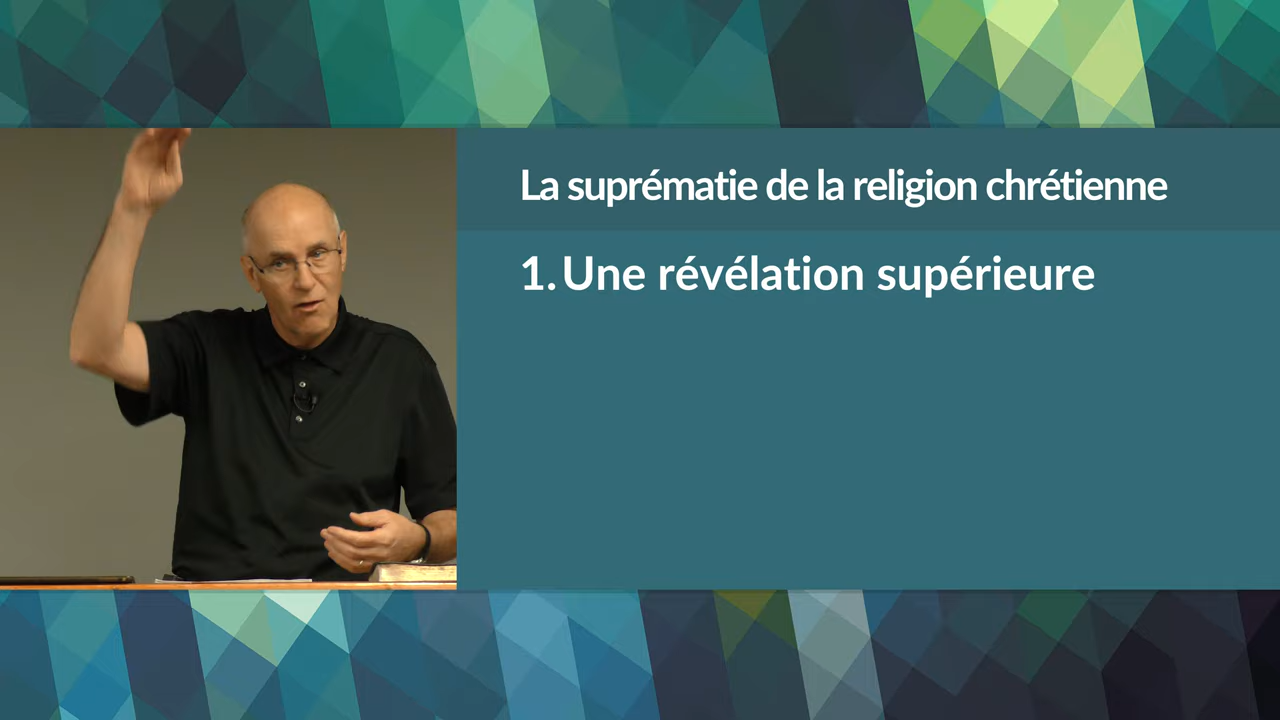 La suprématie de la religion chrétienne
1. Une révélation supérieure